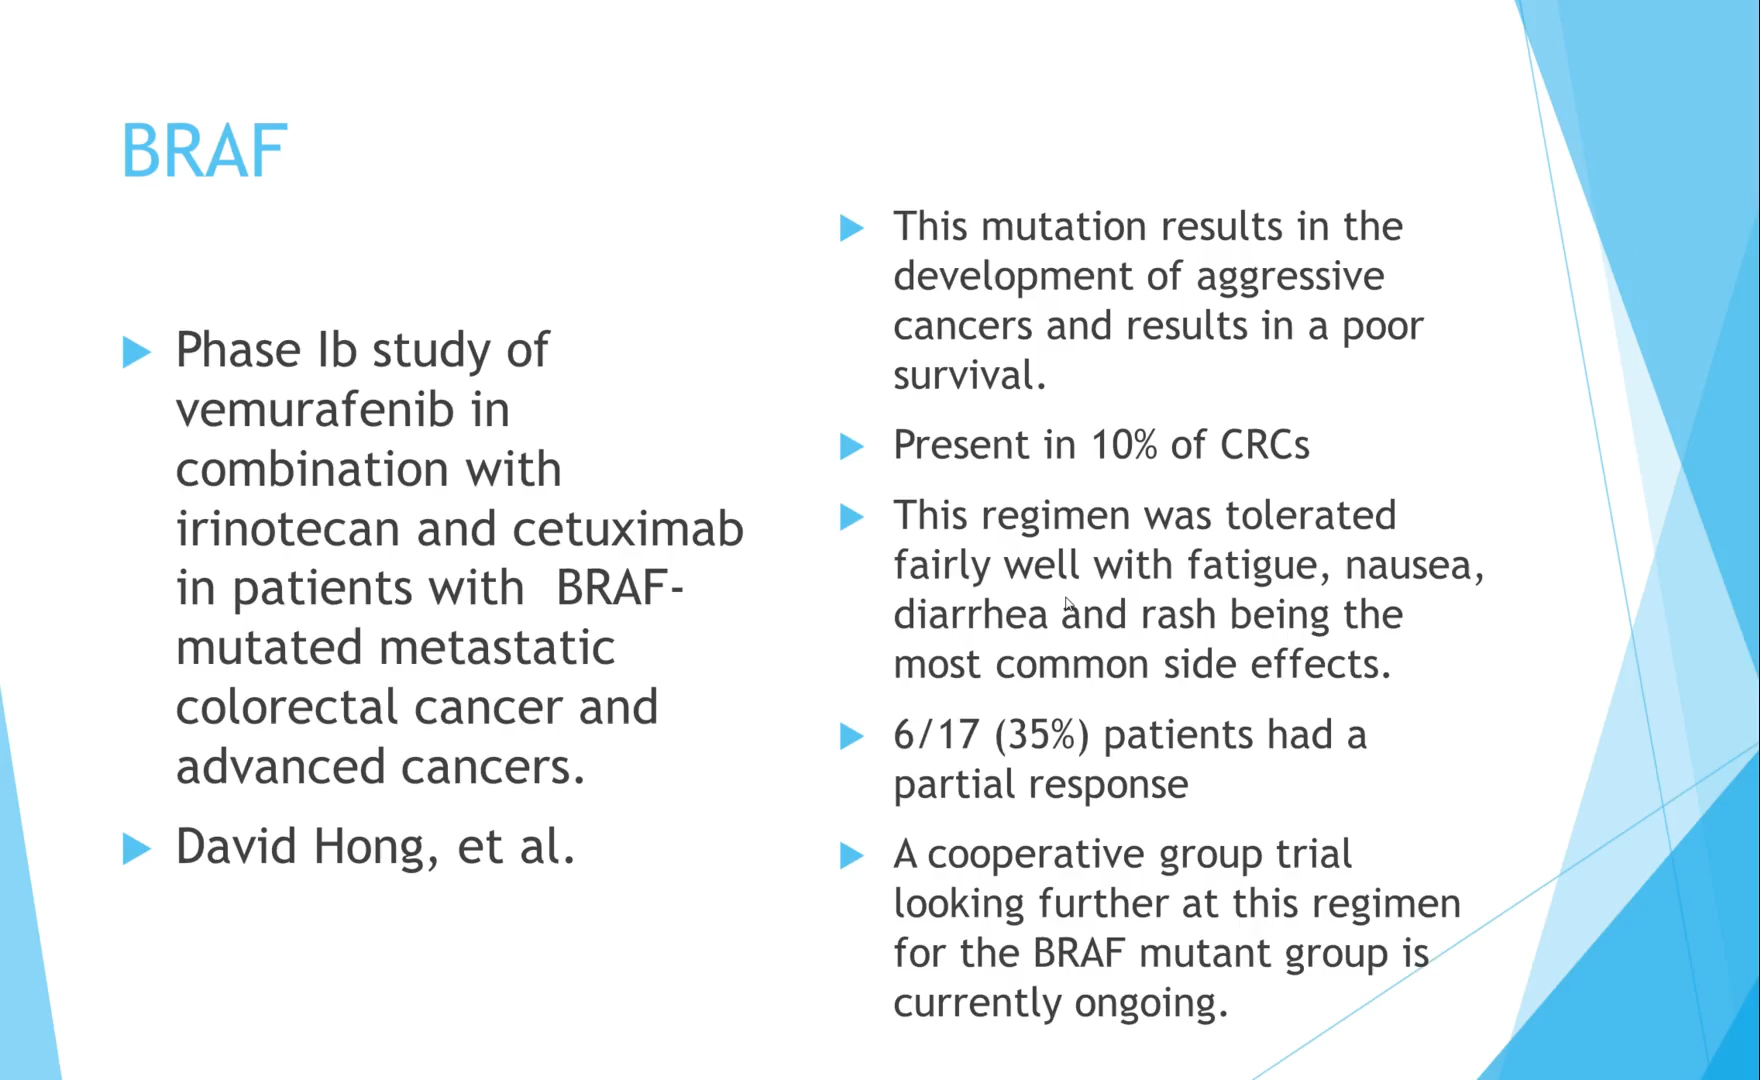 BRAF
Phase Ib study of
vemurafenib in
combination with
irinotecan and cetuximab
in patients with  BRAF-
mutated metastatic
colorectal cancer and
advanced cancers.
David Hong, et al.
This mutation results in the
development of aggressive
cancers and results in a poor
survival.
Present in 10% of CRCs
This regimen was tolerated
fairly well with fatigue, nausea,
diarrhea and rash being the
most common side effects.
6/17 (35%) patients had a
partial response
A cooperative group trial
looking further at this regimen
for the BRAF mutant group is
currently ongoing.